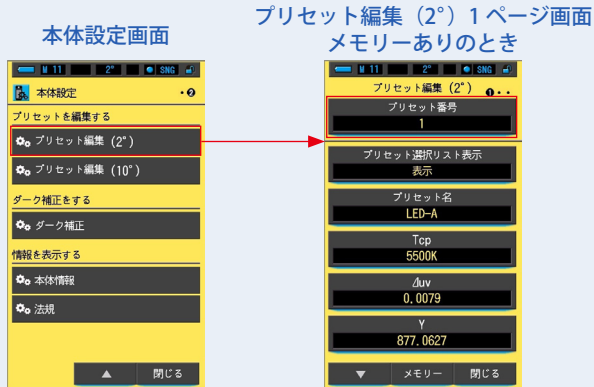 本体設定画面
M 11 2° SNG
本体設定 ・❷
プリセットを編集する
プリセット編集 (2°)
プリセット編集 (10°)
ダーク補正をする
ダーク補正
情報を表示する
本体情報
法規
▲ 閉じる
プリセット編集（2°）1 ページ画面
メモリーありのとき
M 11 2° SNG
プリセット編集 (2°) ❶・・
プリセット番号
1
プリセット選択リスト表示
表示
プリセット名
LED-A
Tcp
5500K
⊿uv
0.0079
Y
877.0627
▼ メモリー 閉じる